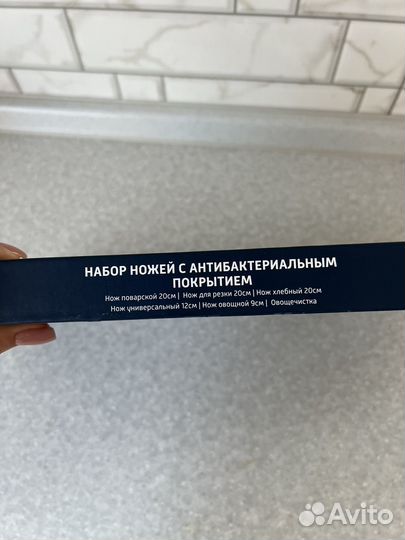 НАБОР НОЖЕЙ С АНТИБАКТЕРИАЛЬНЫМ
ПОКРЫТИЕМ
Нож поварской 20см | Нож для резки 20см | Нож хлебный 20см
Нож универсальный 12см | Нож овощной 9см | Овощечистка
Avito